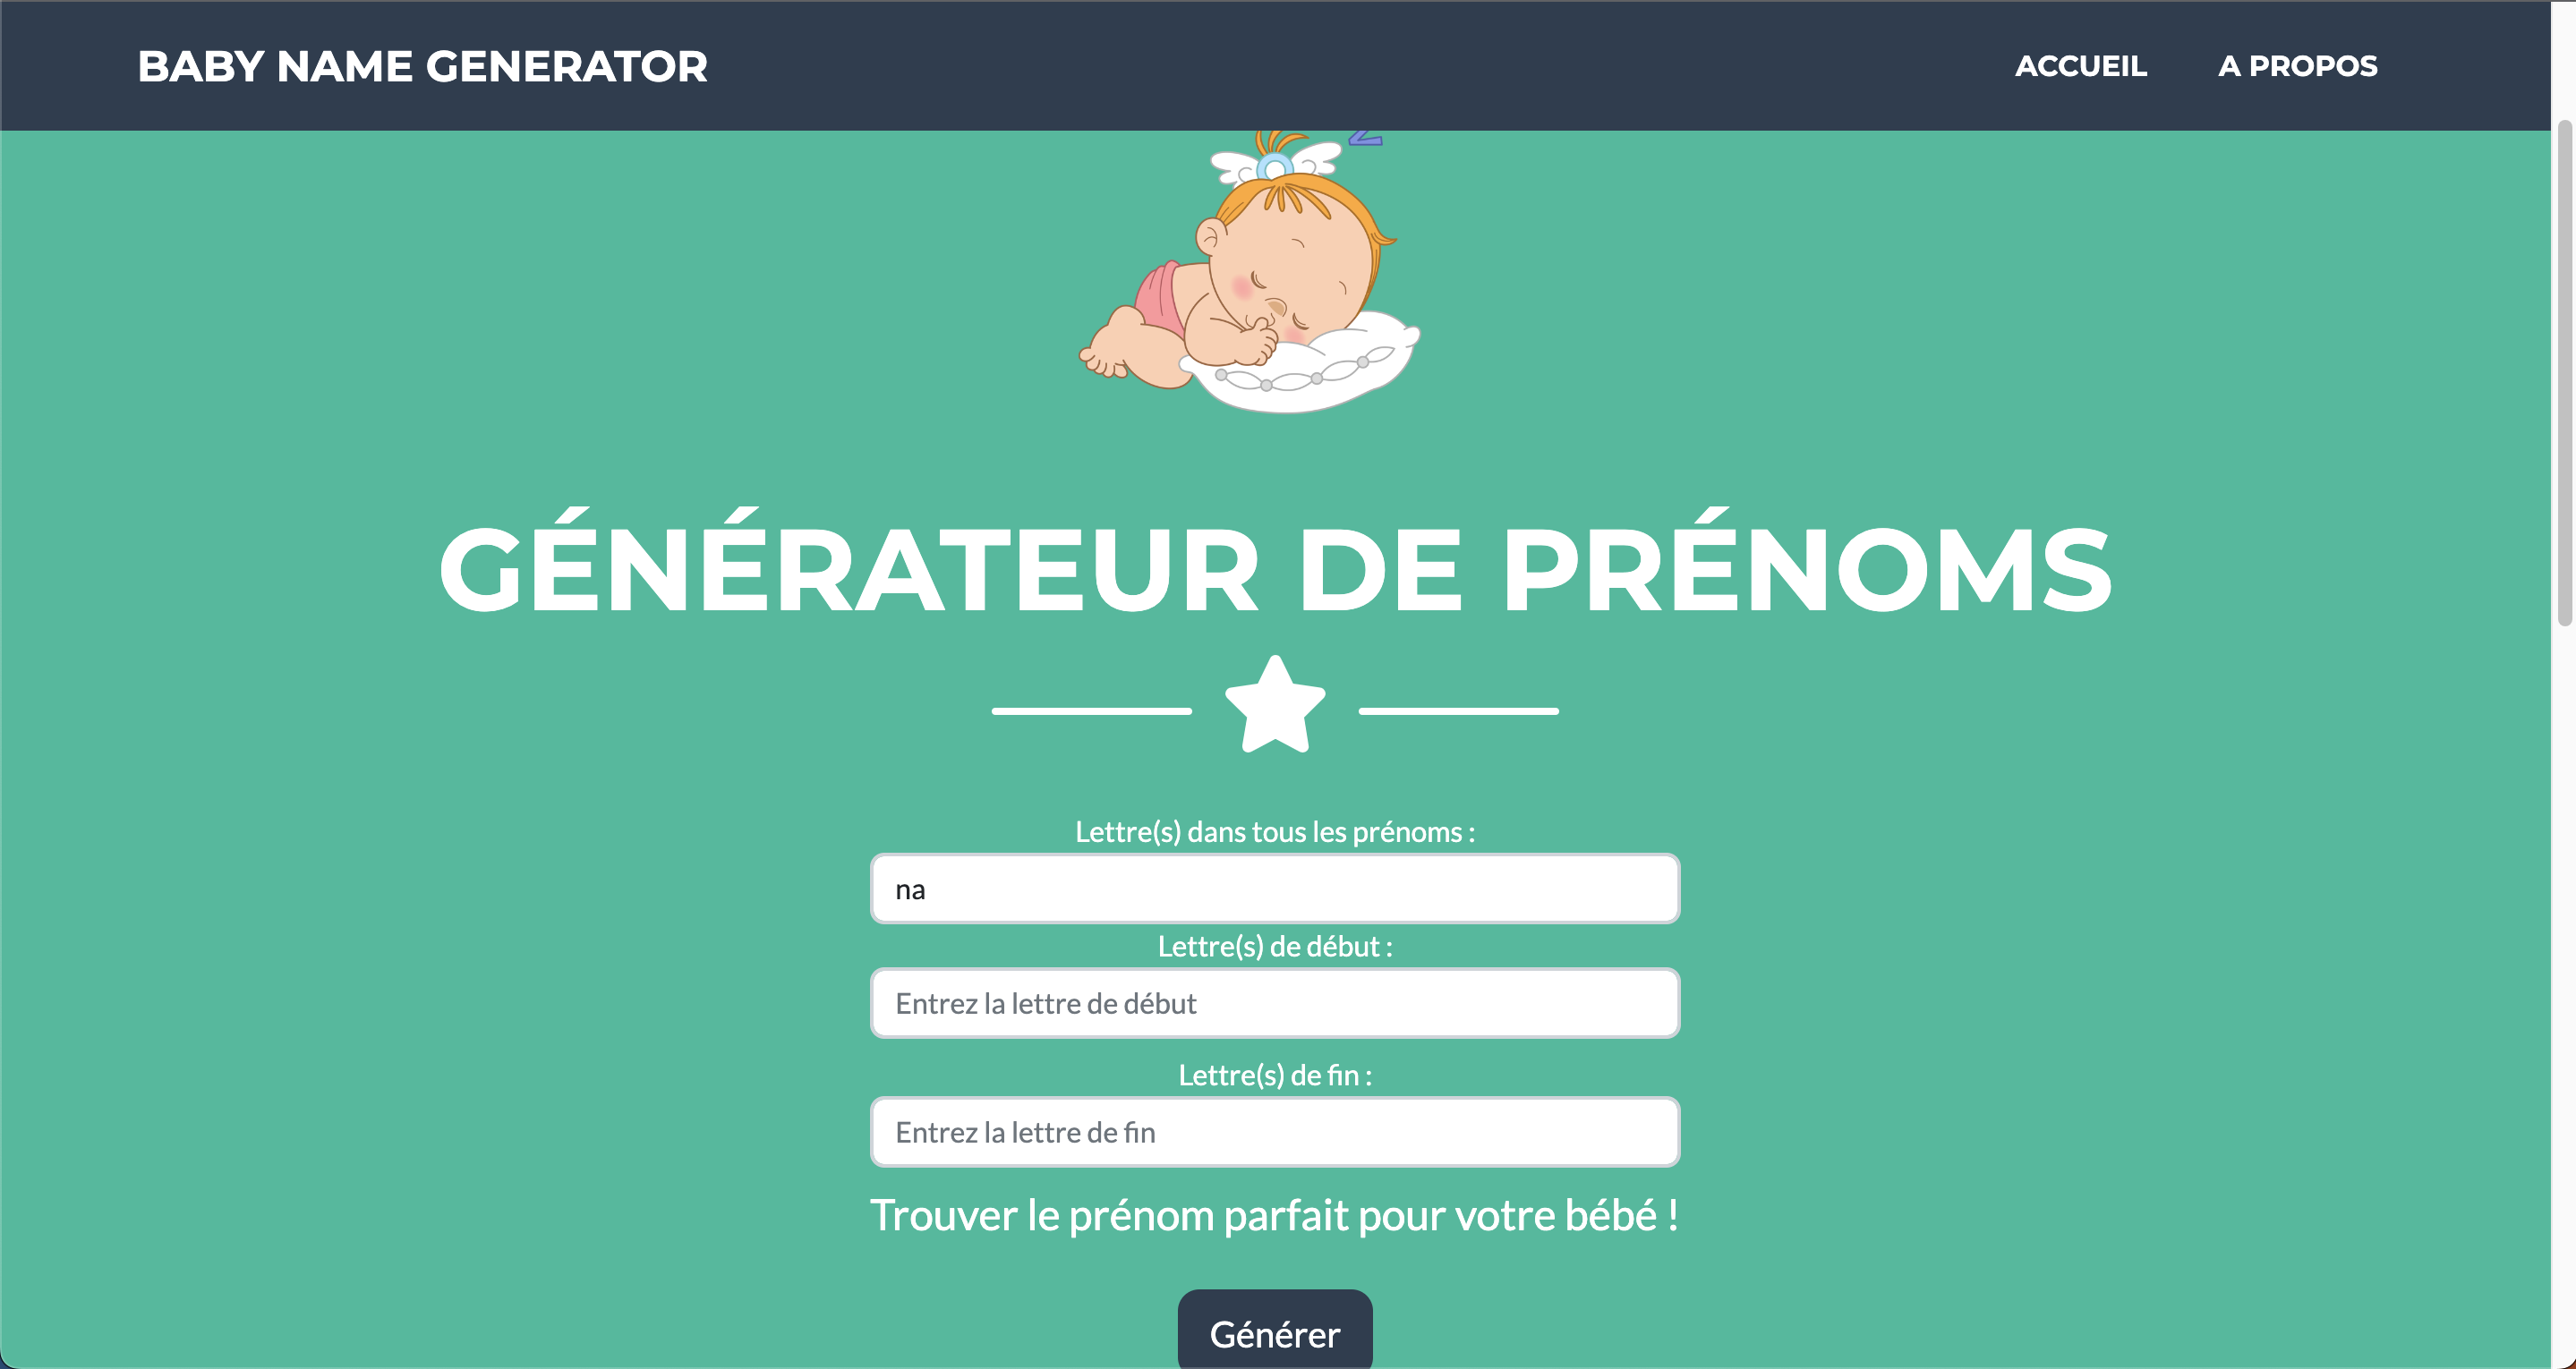 BABY NAME GENERATOR
ACCUEIL
A PROPOS
GÉNÉRATEUR DE PRÉNOMS
Lettre(s) dans tous les prénoms :
na
Lettre(s) de début :
Entrez la lettre de début
Lettre(s) de fin :
Entrez la lettre de fin
Trouver le prénom parfait pour votre bébé !
Générer